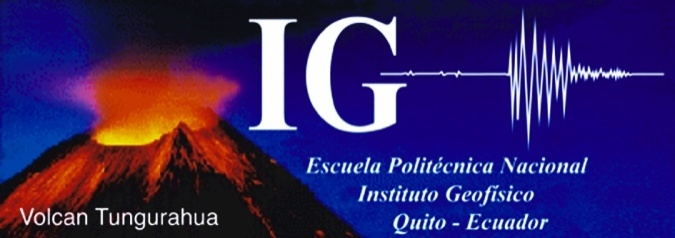 IG
Escuela Politécnica Nacional
Instituto Geofísico
Quito - Ecuador
Volcan Tungurahua